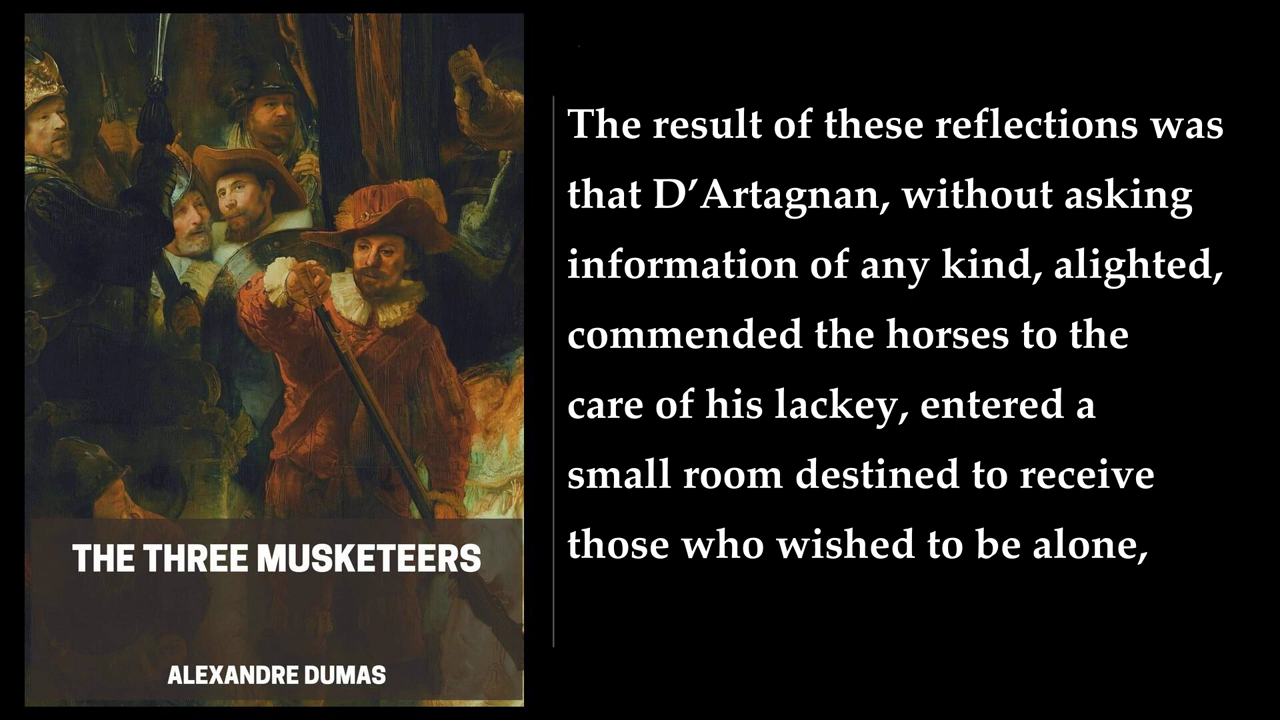 THE THREE MUSKETEERS
ALEXANDRE DUMAS
The result of these reflections was
that D’Artagnan, without asking
information of any kind, alighted,
commended the horses to the
care of his lackey, entered a
small room destined to receive
those who wished to be alone,